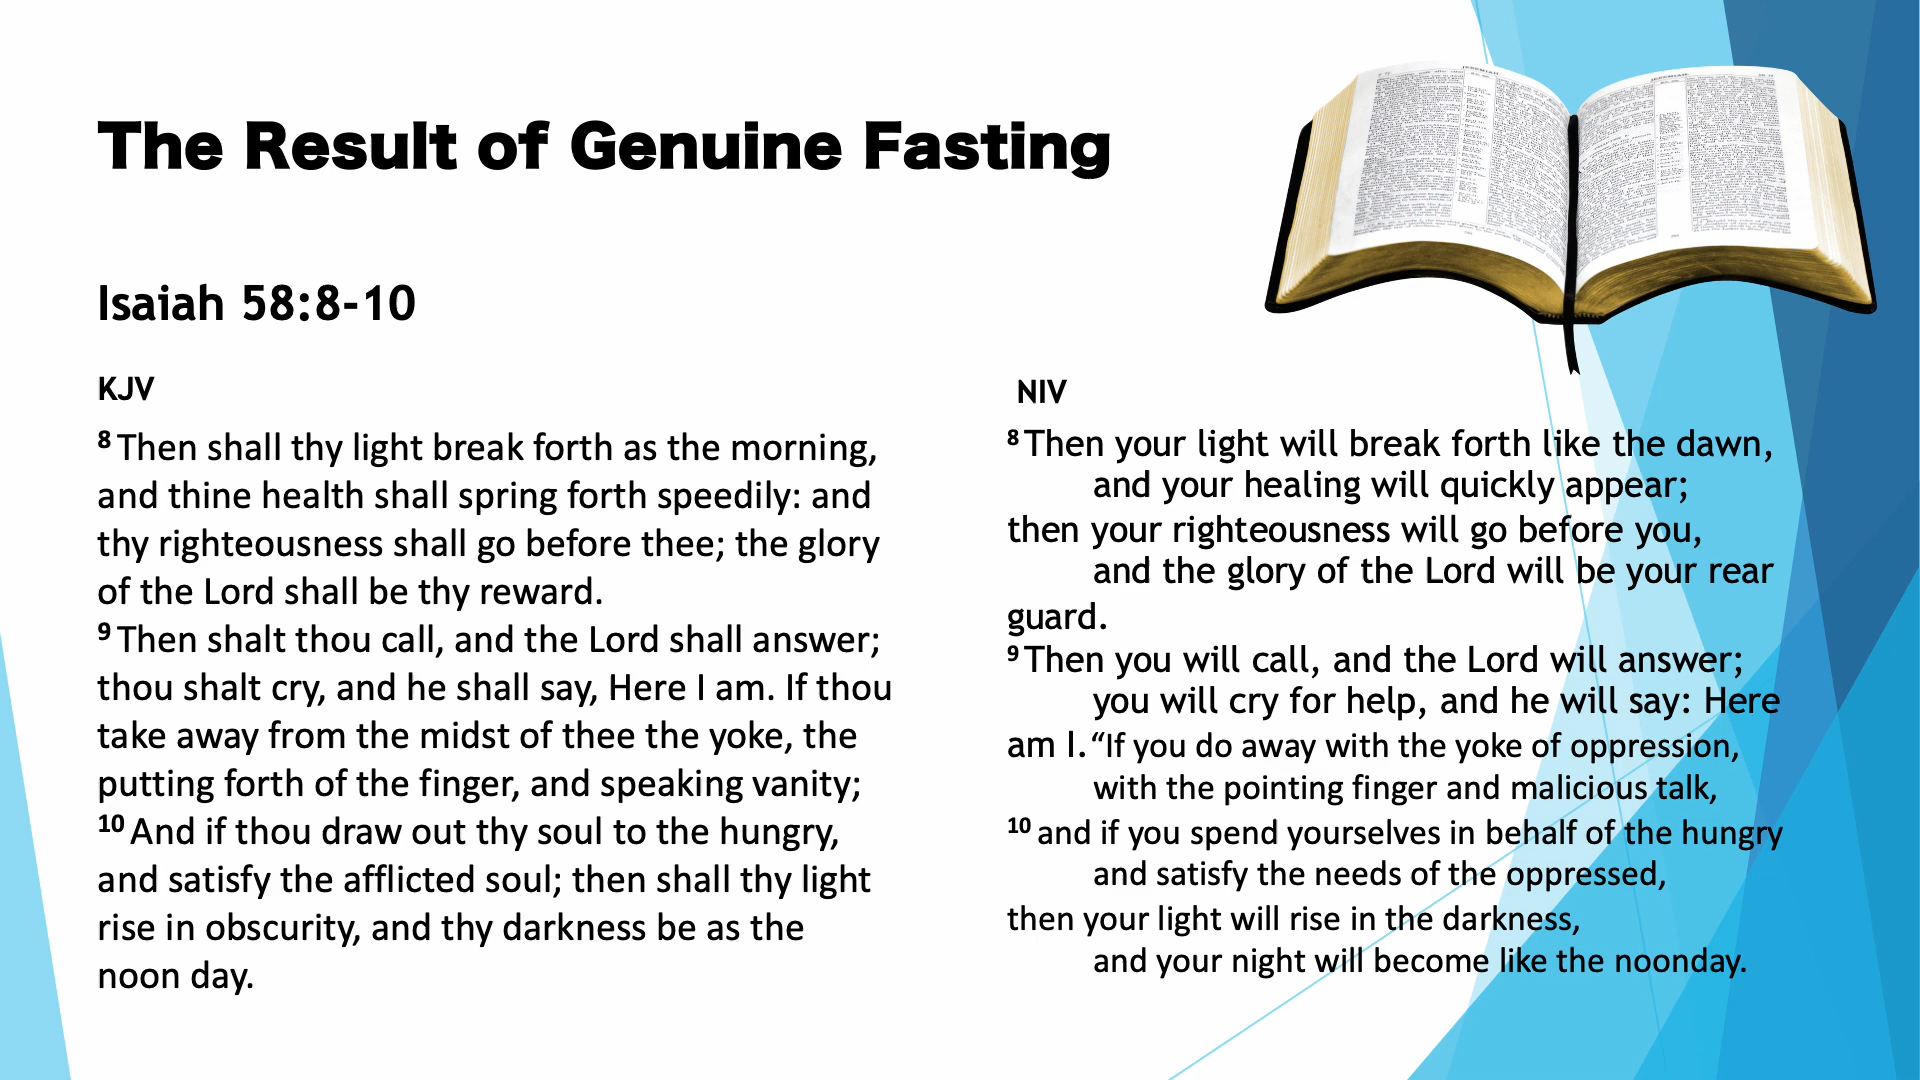 The Result of Genuine Fasting
Isaiah 58:8-10
KJV
8 Then shall thy light break forth as the morning,
and thine health shall spring forth speedily: and
thy righteousness shall go before thee; the glory
of the Lord shall be thy reward.
9 Then shalt thou call, and the Lord shall answer;
thou shalt cry, and he shall say, Here I am. If thou
take away from the midst of thee the yoke, the
putting forth of the finger, and speaking vanity;
10 And if thou draw out thy soul to the hungry,
and satisfy the afflicted soul; then shall thy light
rise in obscurity, and thy darkness be as the
noon day.
NIV
8 Then your light will break forth like the dawn,
and your healing will quickly appear;
then your righteousness will go before you,
and the glory of the Lord will be your rear
guard.
9 Then you will call, and the Lord will answer;
you will cry for help, and he will say: Here
am I. “If you do away with the yoke of oppression,
with the pointing finger and malicious talk,
10 and if you spend yourselves in behalf of the hungry
and satisfy the needs of the oppressed,
then your light will rise in the darkness,
and your night will become like the noonday.
JEREMIAH
JEREMIAH